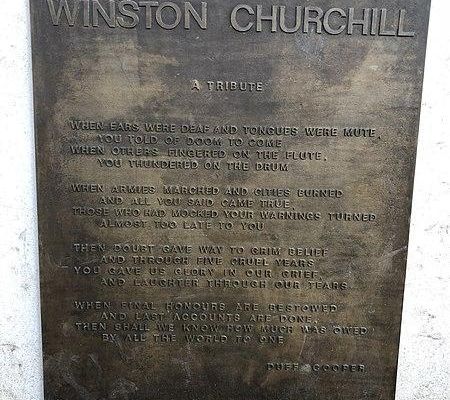 WINSTON CHURCHILL
A TRIBUTE
WHEN EARS WERE DEAF AND TONGUES WERE MUTE,
YOU TOLD OF DOOM TO COME
WHEN OTHERS FINGERED ON THE FLUTE,
YOU THUNDERED ON THE DRUM
WHEN ARMIES MARCHED AND CITIES BURNED
AND ALL YOU SAID CAME TRUE
THOSE WHO HAD MOCKED YOUR WARNINGS TURNED
ALMOST TOO LATE TO YOU
THEN DOUBT GAVE WAY TO GRIM BELIEF
AND THROUGH FIVE CRUEL YEARS
YOU GAVE US GLORY IN OUR GRIEF
AND LAUGHTER THROUGH OUR TEARS
WHEN FINAL HONOURS ARE BESTOWED
AND LAST ACCOUNTS ARE DONE
THEN SHALL WE KNOW HOW MUCH WAS OWED
BY ALL THE WORLD TO ONE
DUFF COOPER